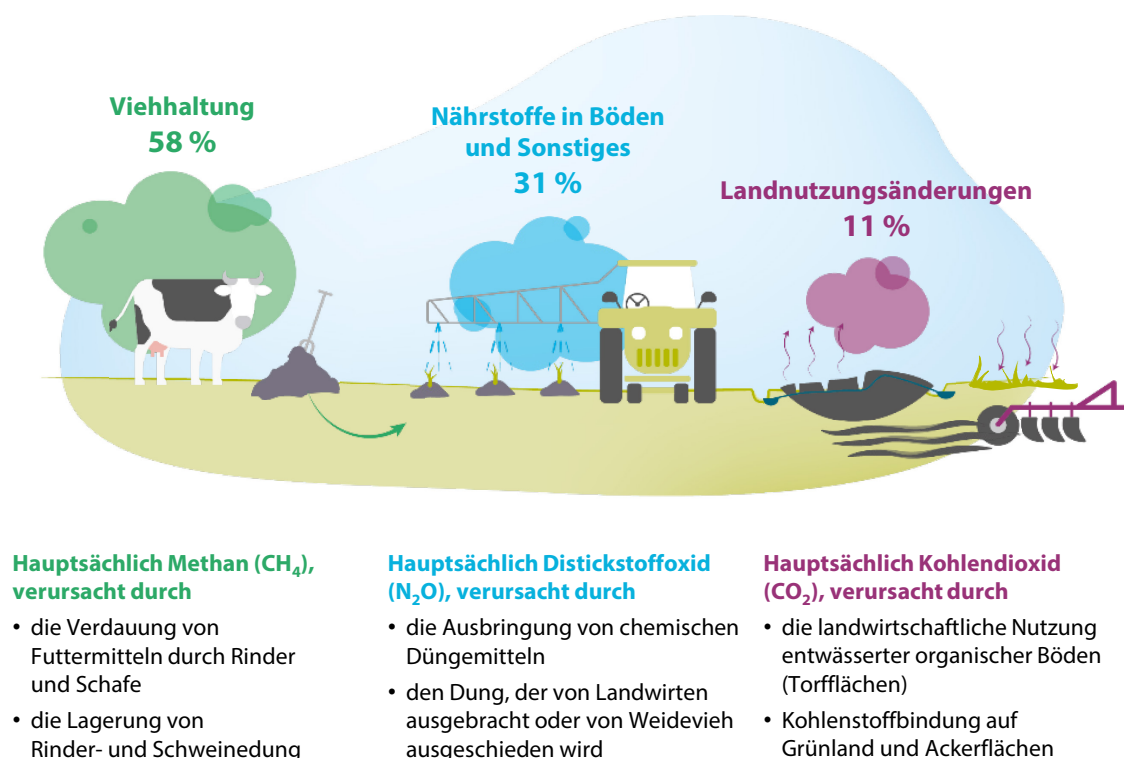 Viehhaltung
58 %
Nährstoffe in Böden
und Sonstiges
31 %
Landnutzungsänderungen
11 %
Hauptsächlich Methan (CH₄),
verursacht durch
• die Verdauung von
Futtermitteln durch Rinder
und Schafe
• die Lagerung von
Rinder- und Schweinedung
Hauptsächlich Distickstoffoxid
(N₂O), verursacht durch
• die Ausbringung von chemischen
Düngemitteln
• den Dung, der von Landwirten
ausgebracht oder von Weidevieh
ausgeschieden wird
Hauptsächlich Kohlendioxid
(CO₂), verursacht durch
• die landwirtschaftliche Nutzung
entwässerter organischer Böden
(Torfflächen)
• Kohlenstoffbindung auf
Grünland und Ackerflächen